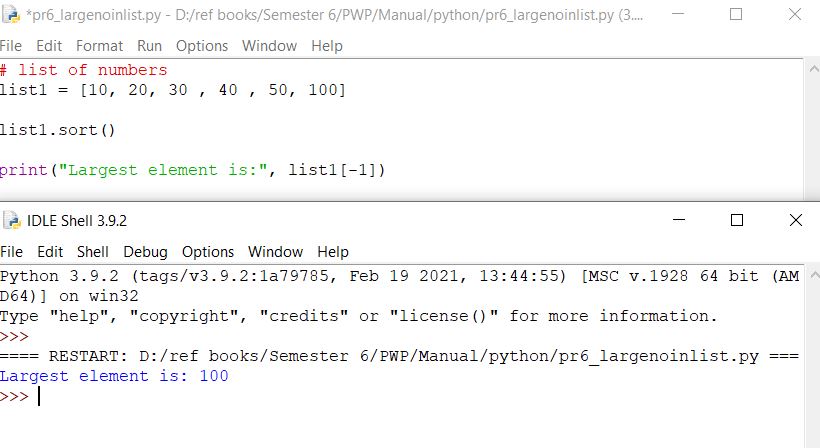 *pr6_largenoinlist.py - D:/ref books/Semester 6/PWP/Manual/python/pr6_largenoinlist.py (3....
File Edit Format Run Options Window Help
# list of numbers
list1 = [10, 20, 30 , 40 , 50, 100]
list1.sort()
print("Largest element is:", list1[-1])
IDLE Shell 3.9.2
File Edit Shell Debug Options Window Help
Python 3.9.2 (tags/v3.9.2:1a79785, Feb 19 2021, 13:44:55) [MSC v.1928 64 bit (AM
D64)] on win32
Type "help", "copyright", "credits" or "license()" for more information.
>>>
==== RESTART: D:/ref books/Semester 6/PWP/Manual/python/pr6_largenoinlist.py ===
Largest element is: 100
>>>